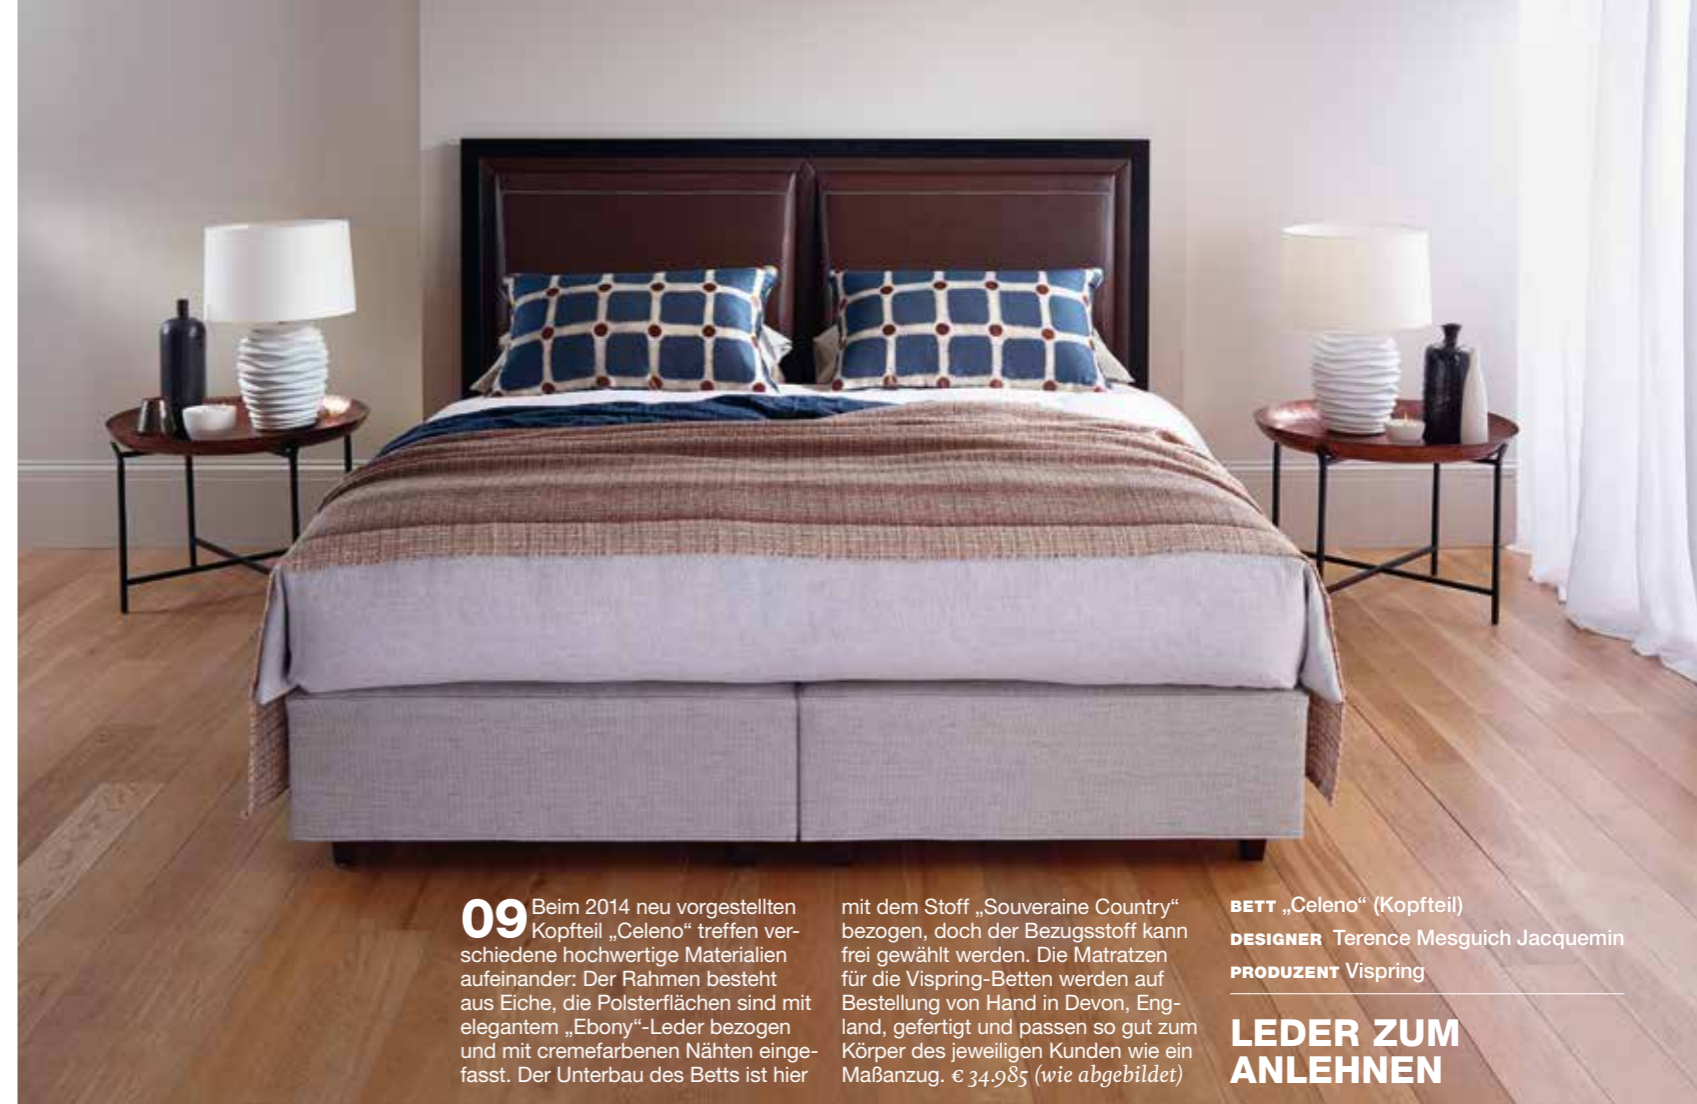 09 Beim 2014 neu vorgestellten
Kopfteil „Celeno“ treffen ver-
schiedene hochwertige Materialien
aufeinander: Der Rahmen besteht
aus Eiche, die Polsterflächen sind mit
elegantem „Ebony“-Leder bezogen
und mit cremefarbenen Nähten einge-
fasst. Der Unterbau des Betts ist hier
mit dem Stoff „Souveraine Country“
bezogen, doch der Bezugsstoff kann
frei gewählt werden. Die Matratzen
für die Vispring-Betten werden auf
Bestellung von Hand in Devon, Eng-
land, gefertigt und passen so gut zum
Körper des jeweiligen Kunden wie ein
Maßanzug. € 34.985 (wie abgebildet)
BETT „Celeno“ (Kopfteil)
DESIGNER Terence Mesguich Jacquemin
PRODUZENT Vispring
LEDER ZUM
ANLEHNEN